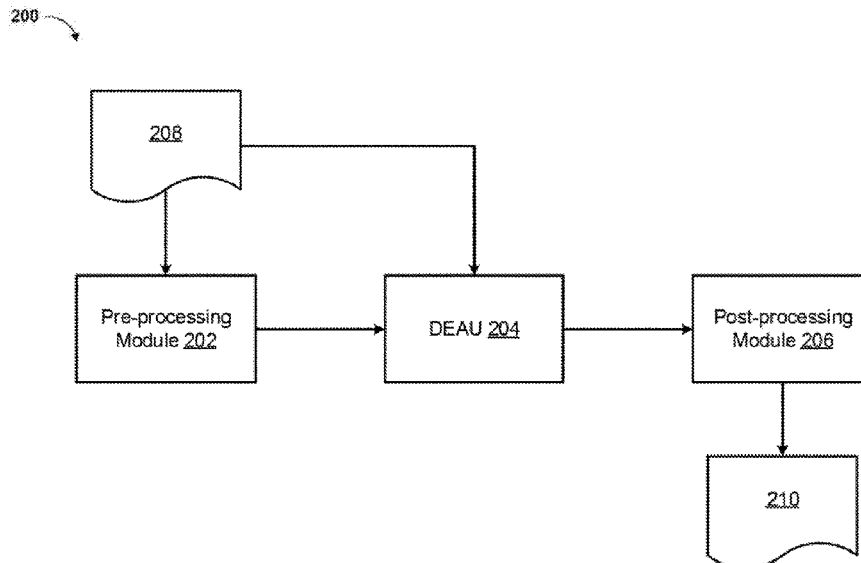 200
208
Pre-processing
Module 202
DEAU 204
Post-processing
Module 206
210